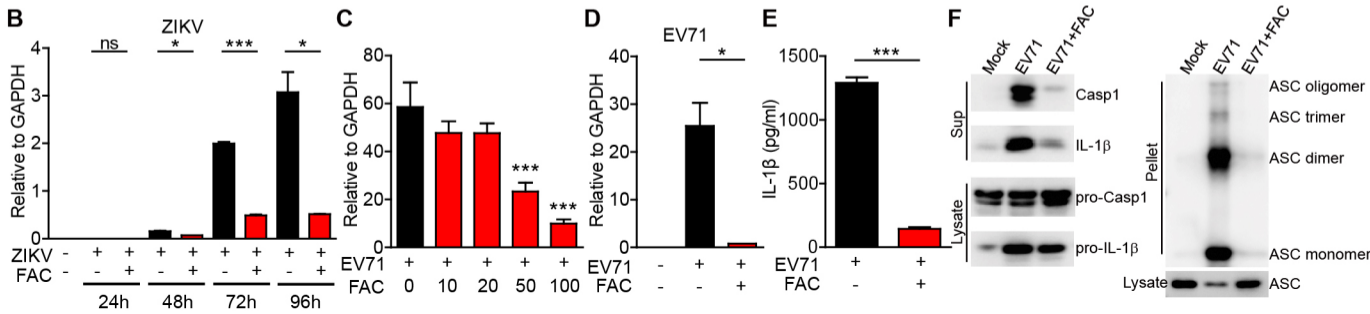 B
ZIKV
Relative to GAPDH
4
3
2
1
0
ns
*
***
*
ZIKV - + + + + + + + +
FAC - - + - + - + - +
24h 48h 72h 96h
C
Relative to GAPDH
80
60
40
20
0
***
***
EV71 + + + + +
FAC 0 10 20 50 100
D
EV71
Relative to GAPDH
40
30
20
10
0
*
EV71 - + +
FAC - - +
E
IL-1β (pg/ml)
1500
1000
500
0
***
EV71 + +
FAC - +
F
Mock EV71 EV71+FAC
Sup
Casp1
IL-1β
Lysate
pro-Casp1
pro-IL-1β
Mock EV71 EV71+FAC
Pellet
ASC oligomer
ASC trimer
ASC dimer
ASC monomer
Lysate ASC